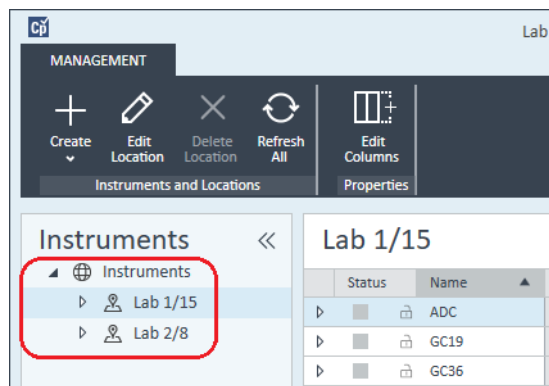 Cp
Lab
MANAGEMENT
Create
Edit
Location
Delete
Location
Refresh
All
Edit
Columns
Instruments and Locations
Properties
Instruments
Lab 1/15
Instruments
Lab 1/15
Lab 2/8
Status
Name
ADC
GC19
GC36